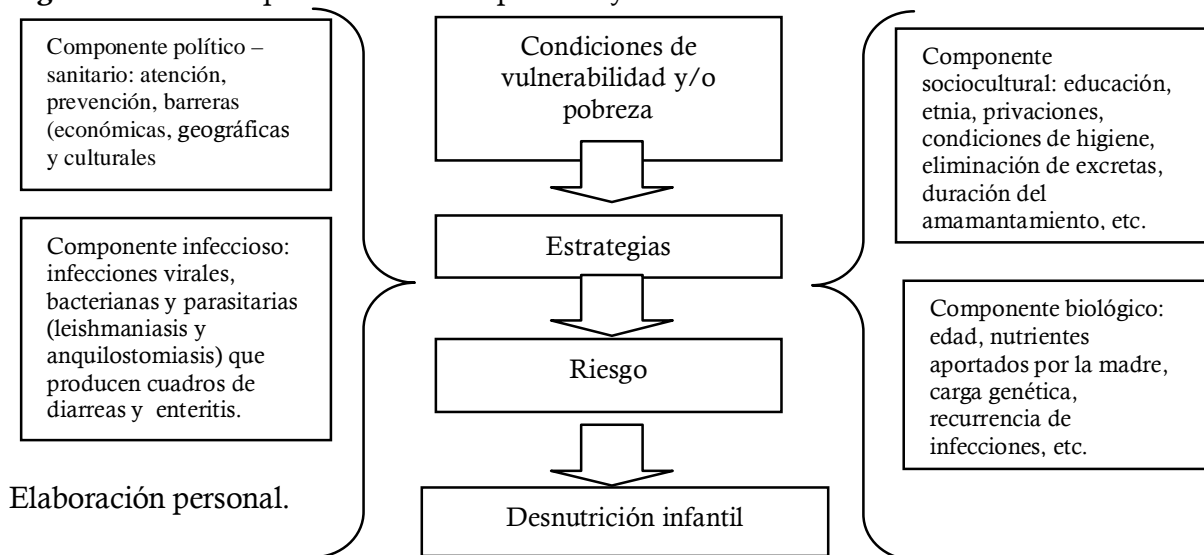 Componente político –
sanitario: atención,
prevención, barreras
(económicas, geográficas
y culturales
Componente infeccioso:
infecciones virales,
bacterianas y parasitarias
(leishmaniasis y
anquilostomiasis) que
producen cuadros de
diarreas y enteritis.
Condiciones de
vulnerabilidad y/o
pobreza
Estrategias
Riesgo
Desnutrición infantil
Componente
sociocultural: educación,
etnia, privaciones,
condiciones de higiene,
eliminación de excretas,
duración del
amamantamiento, etc.
Componente biológico:
edad, nutrientes
aportados por la madre,
carga genética,
recurrencia de
infecciones, etc.
Elaboración personal.